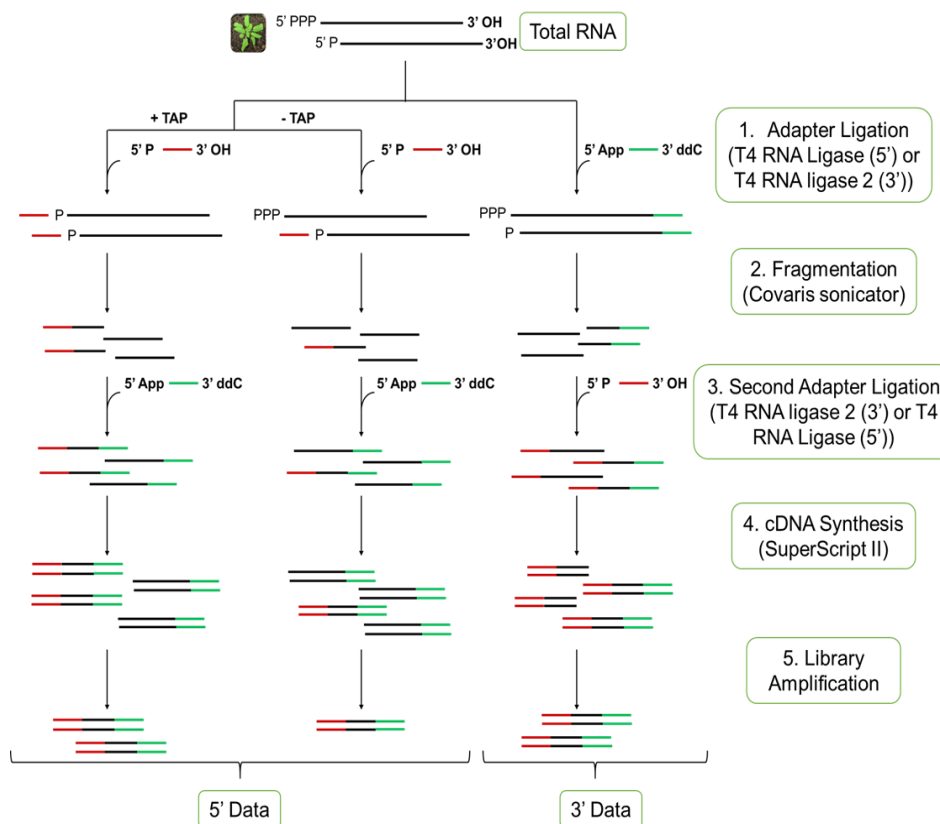 5' PPP 3' OH
5' P 3'OH
Total RNA
+ TAP
- TAP
5' P 3' OH
5' P 3' OH
5' App 3' ddC
1. Adapter Ligation
(T4 RNA Ligase (5') or
T4 RNA ligase 2 (3'))
P
P
PPP
P
PPP
P
2. Fragmentation
(Covaris sonicator)
5' App 3' ddC
5' App 3' ddC
5' P 3' OH
3. Second Adapter Ligation
(T4 RNA ligase 2 (3') or T4
RNA Ligase (5'))
4. cDNA Synthesis
(SuperScript II)
5. Library
Amplification
5' Data
3' Data